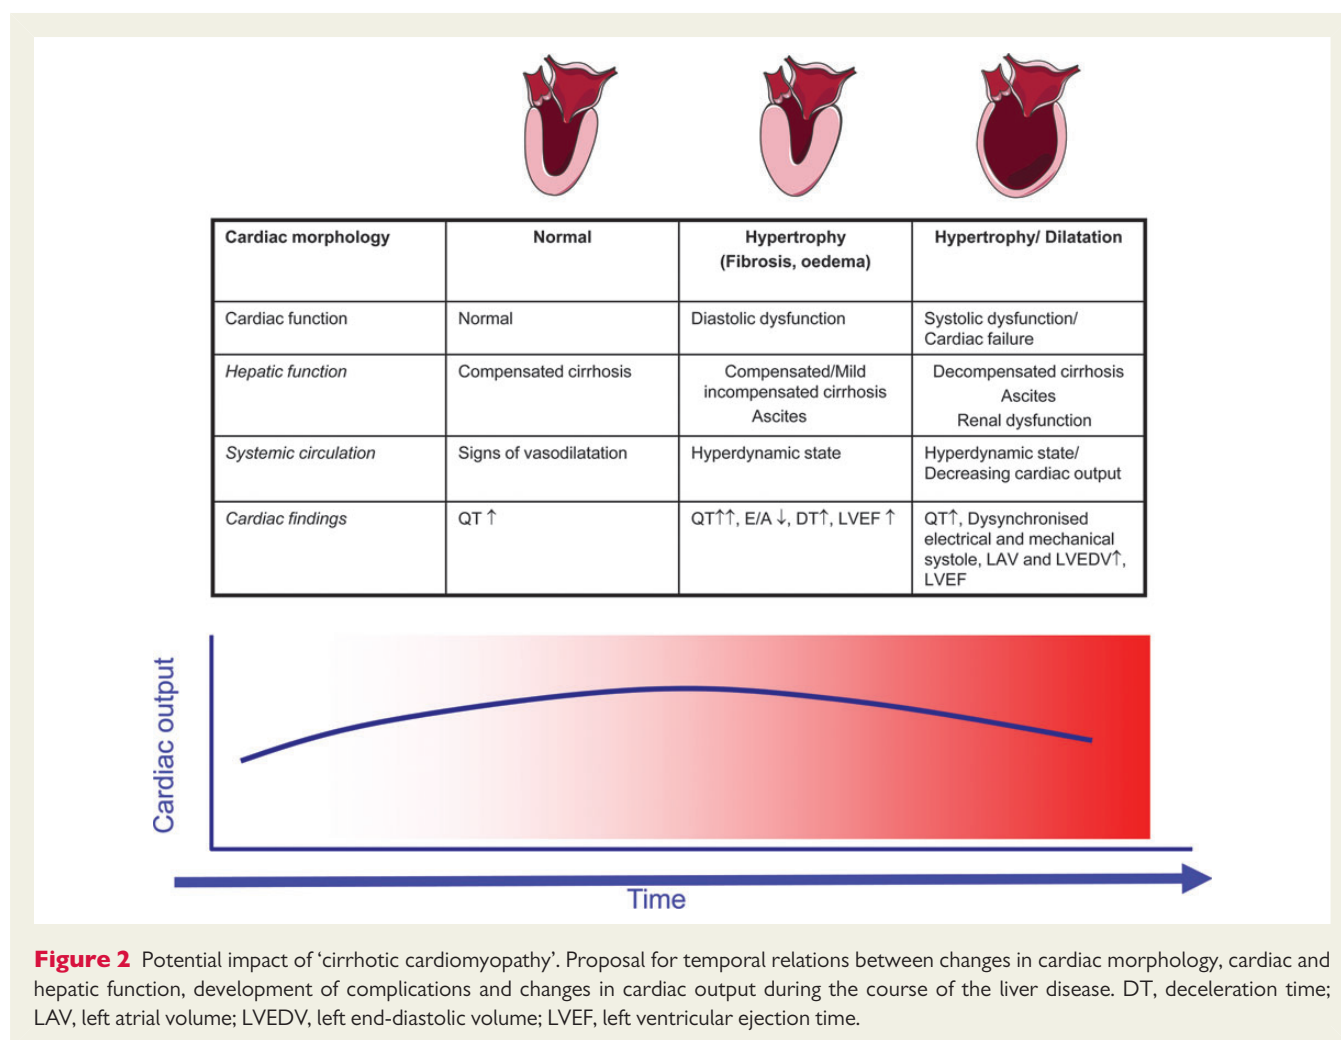 Cardiac morphology
Normal
Hypertrophy
(Fibrosis, oedema)
Hypertrophy/ Dilatation
Cardiac function
Normal
Diastolic dysfunction
Systolic dysfunction/
Cardiac failure
Hepatic function
Compensated cirrhosis
Compensated/Mild
incompensated cirrhosis
Ascites
Decompensated cirrhosis
Ascites
Renal dysfunction
Systemic circulation
Signs of vasodilatation
Hyperdynamic state
Hyperdynamic state/
Decreasing cardiac output
Cardiac findings
QT ↑
QT↑↑, E/A ↓, DT↑, LVEF ↑
QT↑, Dysynchronised
electrical and mechanical
systole, LAV and LVEDV↑,
LVEF
Cardiac output
Time
Figure 2 Potential impact of ‘cirrhotic cardiomyopathy’. Proposal for temporal relations between changes in cardiac morphology, cardiac and
hepatic function, development of complications and changes in cardiac output during the course of the liver disease. DT, deceleration time;
LAV, left atrial volume; LVEDV, left end-diastolic volume; LVEF, left ventricular ejection time.